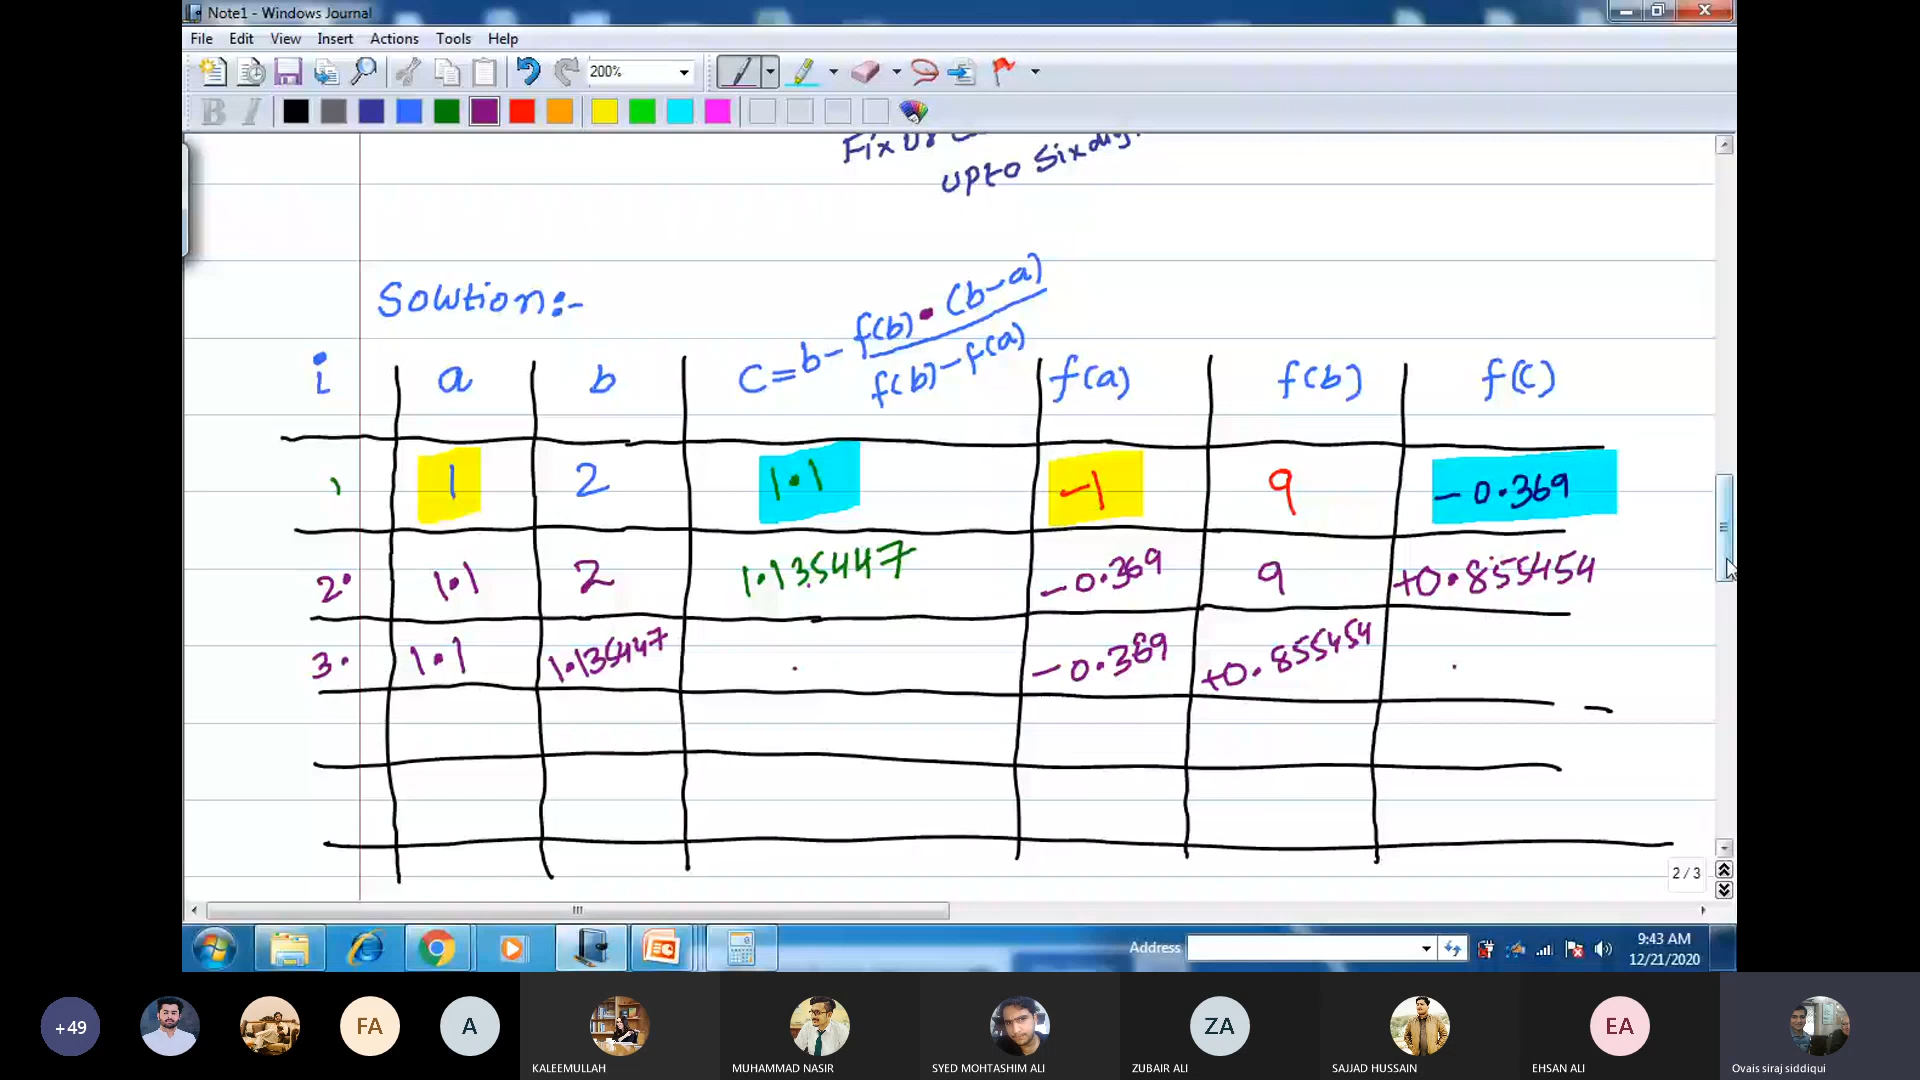 Note1 - Windows Journal
File Edit View Insert Actions Tools Help
200%
B I
upto six dig
Solution:-
i a b C = b - f(b) • (b-a) / f(b) - f(a) f(a) f(b) f(c)
1 1 2 1.1 -1 9 -0.369
2. 1.1 2 1.135447 -0.369 9 +0.855454
3. 1.1 1.135447 . -0.369 +0.855454 .
2 / 3
Address
9:43 AM
12/21/2020
+49 FA A ZA EA
KALEEMULLAH MUHAMMAD NASIR SYED MOHTASHIM ALI ZUBAIR ALI SAJJAD HUSSAIN EHSAN ALI Ovais siraj siddiqui